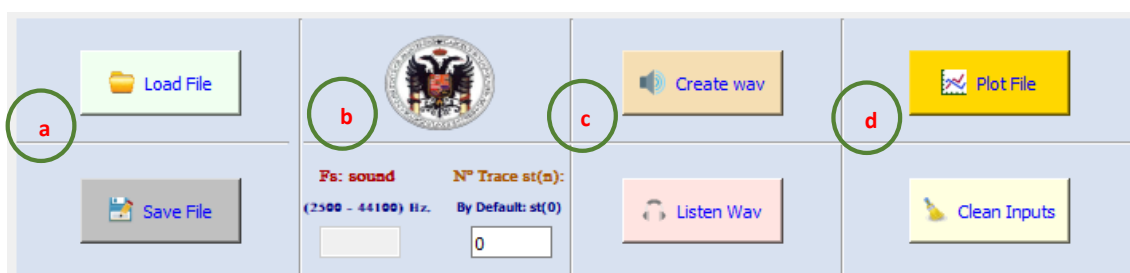 Load File
Create wav
Plot File
a
b
c
d
Fs: sound
Nº Trace st(n):
(2500 - 44100) Hz.
By Default: st(0)
Save File
0
Listen Wav
Clean Inputs